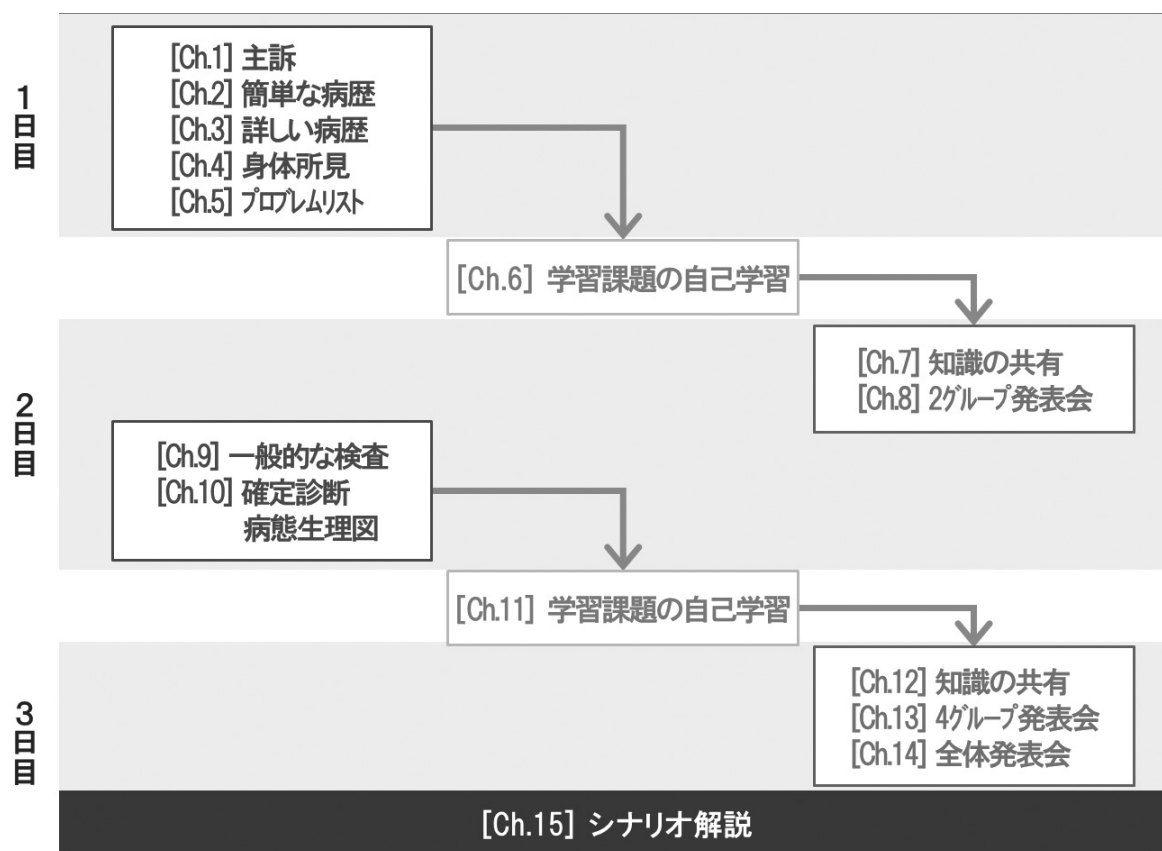 1日目
[Ch.1] 主訴
[Ch.2] 簡単な病歴
[Ch.3] 詳しい病歴
[Ch.4] 身体所見
[Ch.5] プロブレムリスト
[Ch.6] 学習課題の自己学習
2日目
[Ch.7] 知識の共有
[Ch.8] 2グループ発表会
[Ch.9] 一般的な検査
[Ch.10] 確定診断
病態生理図
[Ch.11] 学習課題の自己学習
3日目
[Ch.12] 知識の共有
[Ch.13] 4グループ発表会
[Ch.14] 全体発表会
[Ch.15] シナリオ解説